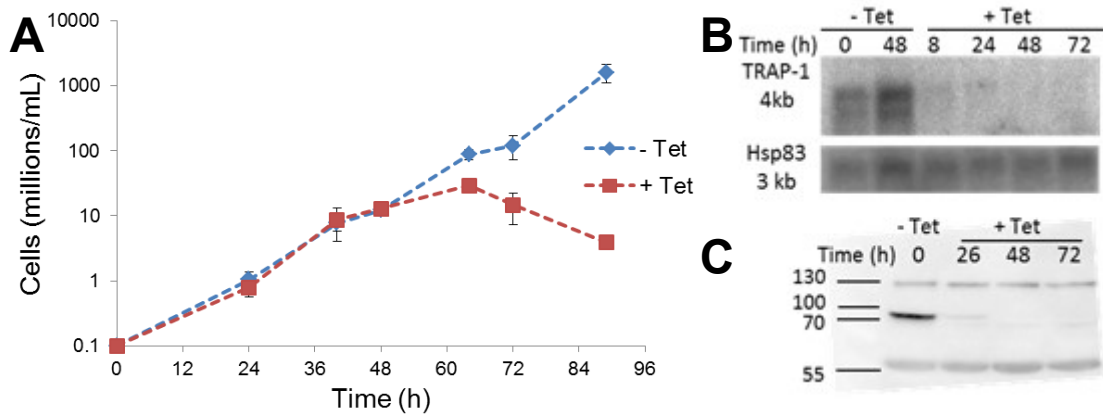 A
Cells (millions/mL)
10000
1000
100
10
1
0.1
0 12 24 36 48 60 72 84 96
Time (h)
- Tet
+ Tet
B
- Tet + Tet
Time (h) 0 48 8 24 48 72
TRAP-1
4kb
Hsp83
3 kb
C
- Tet + Tet
Time (h) 0 26 48 72
130
100
70
55